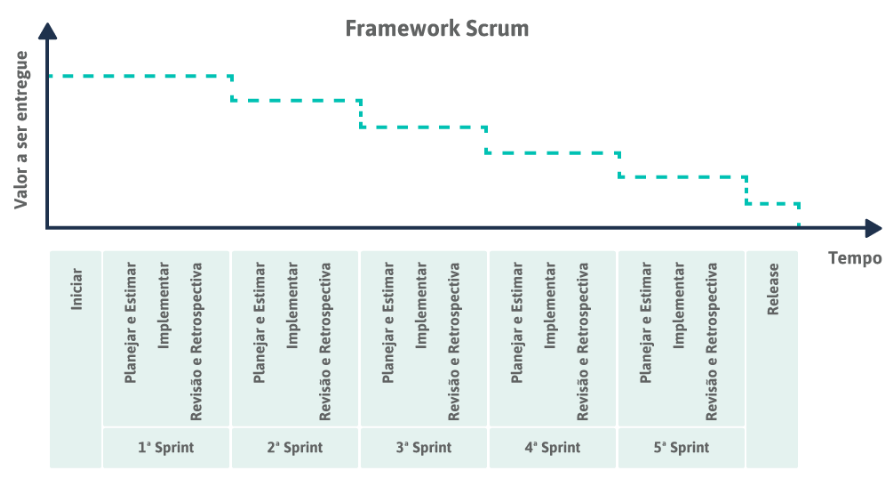 Framework Scrum
Valor a ser entregue
Tempo
Iniciar
Planejar e Estimar
Implementar
Revisão e Retrospectiva
1ª Sprint
Planejar e Estimar
Implementar
Revisão e Retrospectiva
2ª Sprint
Planejar e Estimar
Implementar
Revisão e Retrospectiva
3ª Sprint
Planejar e Estimar
Implementar
Revisão e Retrospectiva
4ª Sprint
Planejar e Estimar
Implementar
Revisão e Retrospectiva
5ª Sprint
Release